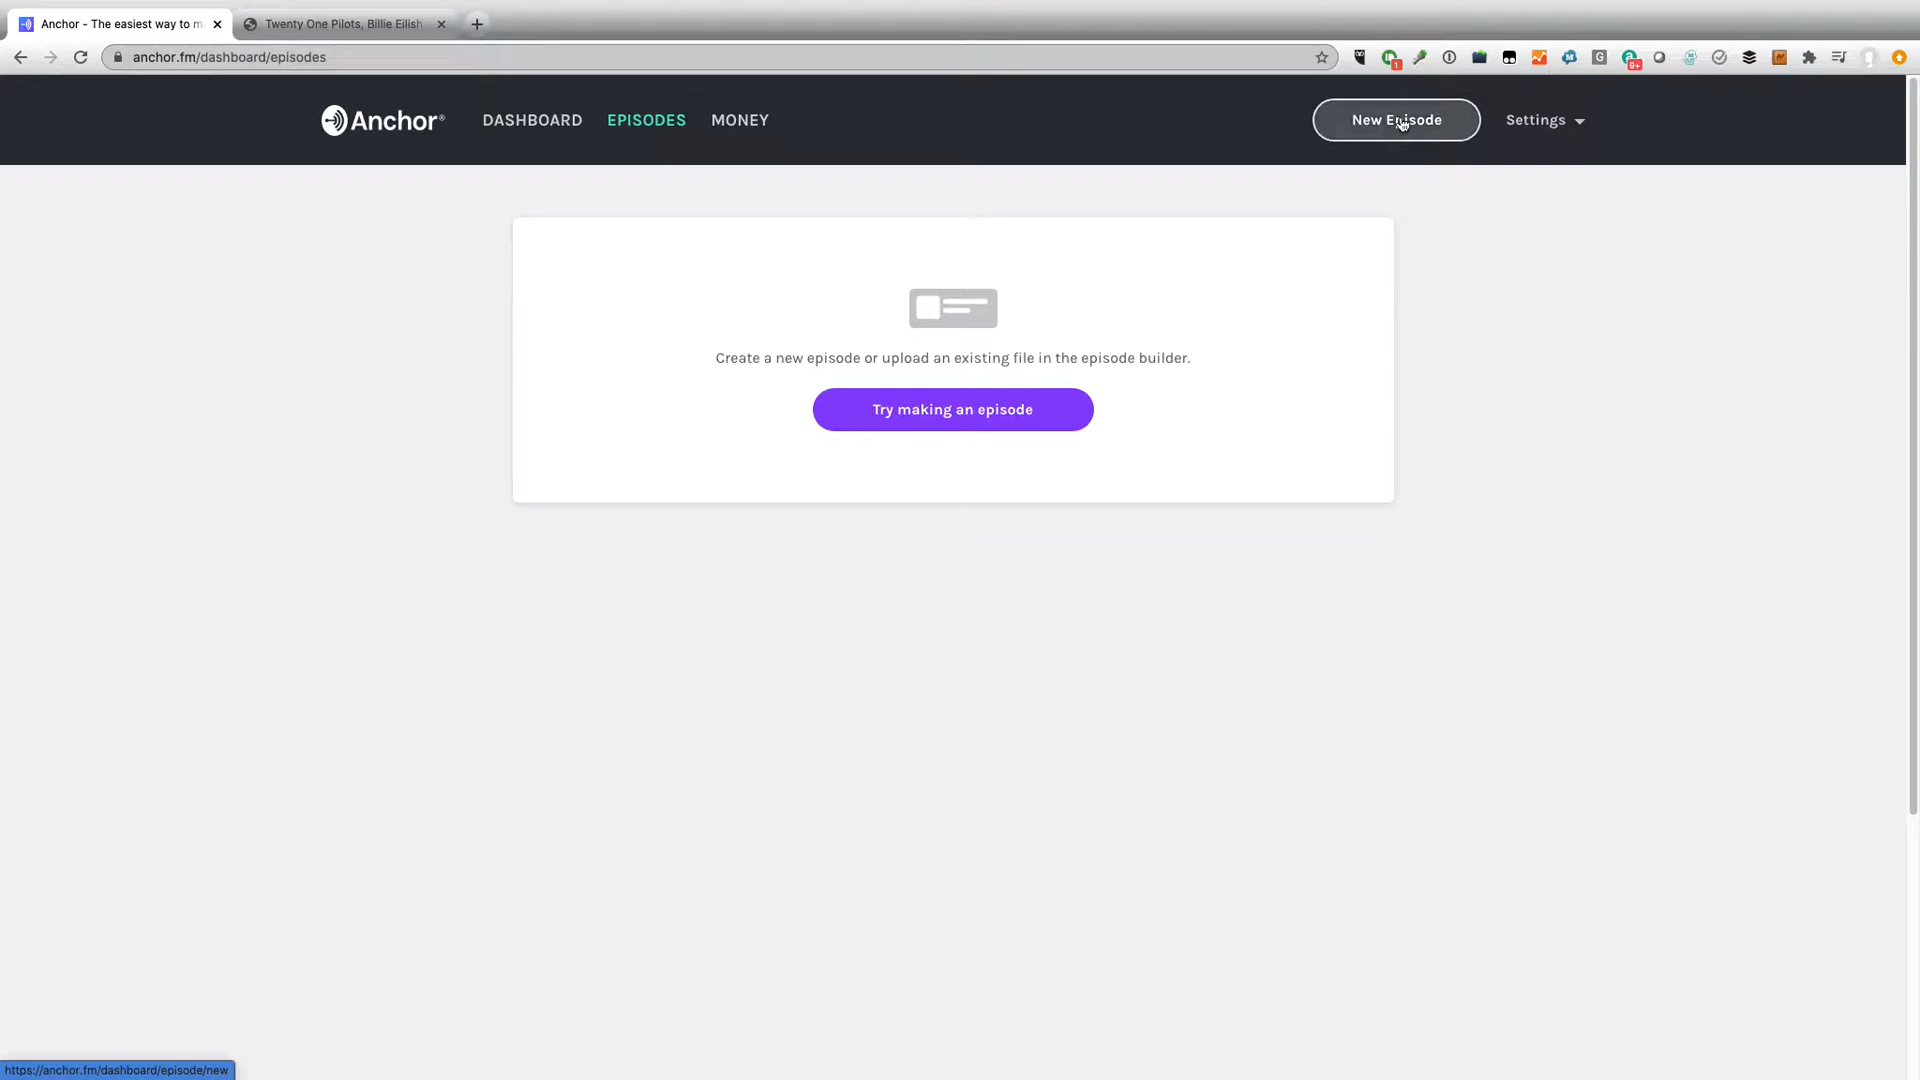 Anchor - The easiest way to m
Twenty One Pilots, Billie Eilish
anchor.fm/dashboard/episodes
1
G
9+
Anchor®
DASHBOARD
EPISODES
MONEY
New Episode
Settings
Create a new episode or upload an existing file in the episode builder.
Try making an episode
https://anchor.fm/dashboard/episode/new